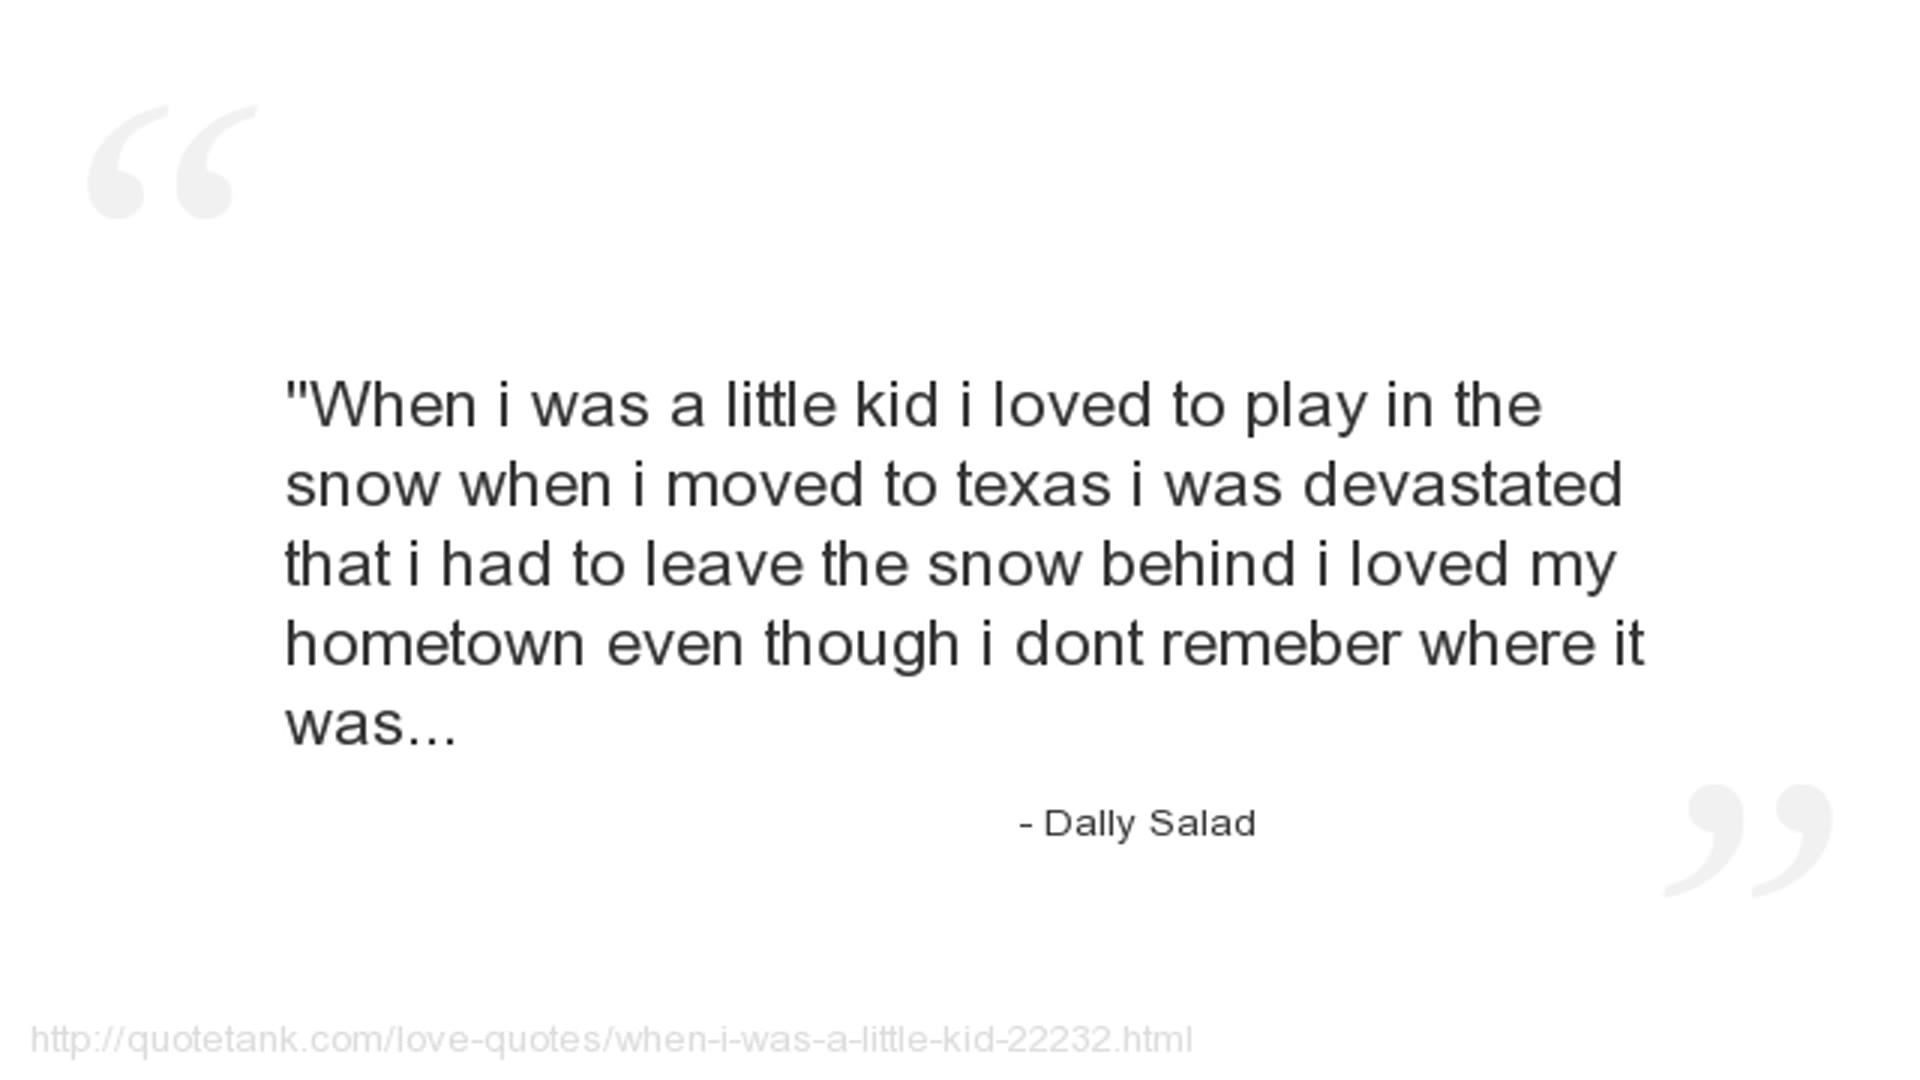 "When i was a little kid i loved to play in the
snow when i moved to texas i was devastated
that i had to leave the snow behind i loved my
hometown even though i dont remeber where it
was...
- Dally Salad
http://quotetank.com/love-quotes/when-i-was-a-little-kid-22232.html